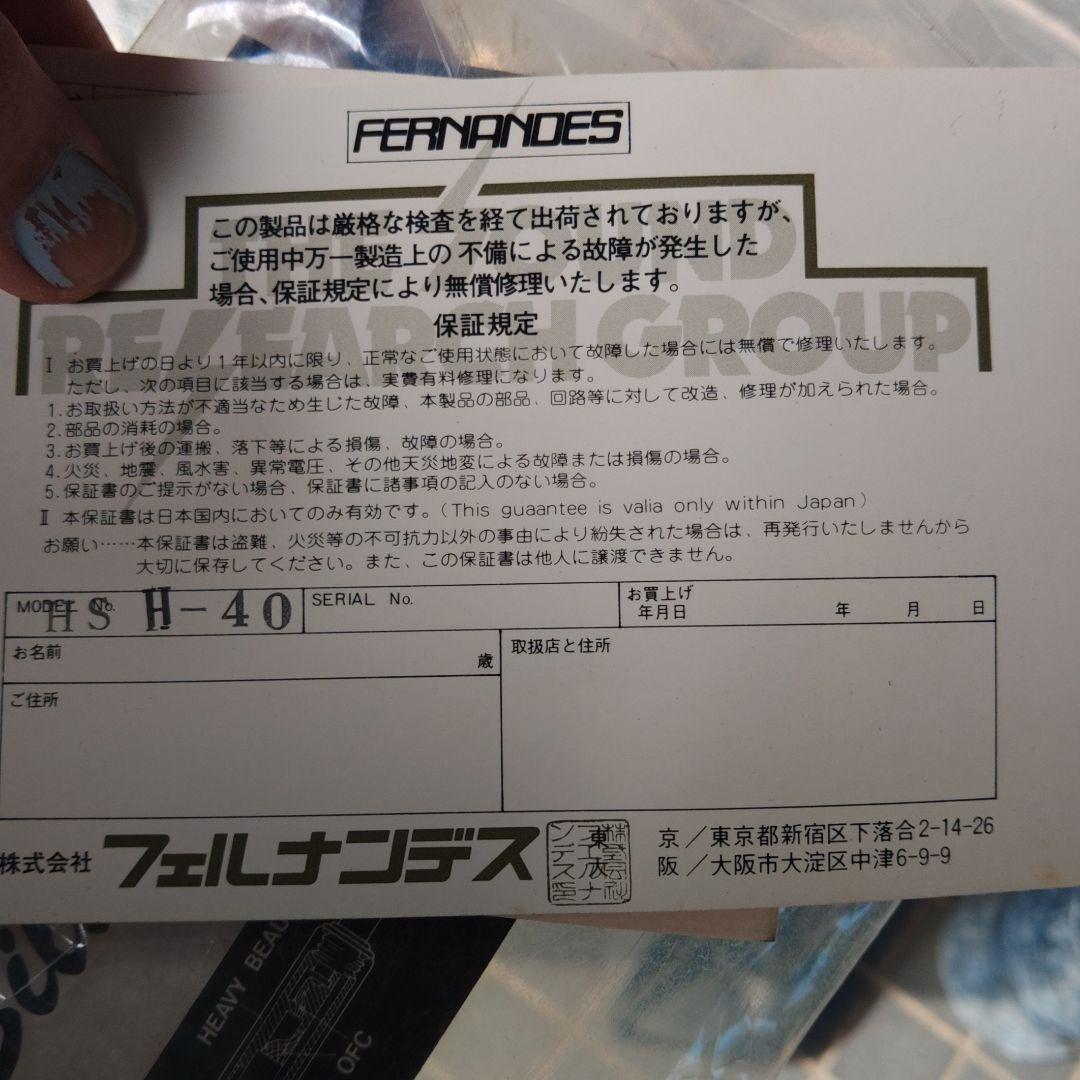 FERNANDES
THE SOUND
RESEARCH GROUP
この製品は厳格な検査を経て出荷されておりますが、
ご使用中万一製造上の不備による故障が発生した
場合、保証規定により無償修理いたします。
保証規定
Ⅰ お買上げの日より1年以内に限り、正常なご使用状態において故障した場合には無償で修理いたします。
ただし、次の項目に該当する場合は、実費有料修理になります。
1.お取扱い方法が不適当なため生じた故障、本製品の部品、回路等に対して改造、修理が加えられた場合。
2.部品の消耗の場合。
3.お買上げ後の運搬、落下等による損傷、故障の場合。
4.火災、地震、風水害、異常電圧、その他天災地変による故障または損傷の場合。
5.保証書のご提示がない場合、保証書に諸事項の記入のない場合。
Ⅱ 本保証書は日本国内においてのみ有効です。(This guaantee is valia only within Japan)
お願い……本保証書は盗難、火災等の不可抗力以外の事由により紛失された場合は、再発行いたしませんから
大切に保存してください。また、この保証書は他人に譲渡できません。
MODEL No. HS H-40
SERIAL No.
お買上げ
年月日 年 月 日
お名前 歳
取扱店と住所
ご住所
株式会社 フェルナンデス
株式会社フェルナンデス印
東 京/東京都新宿区下落合2-14-26
大 阪/大阪市大淀区中津6-9-9
HEAVY BEAU
OFC